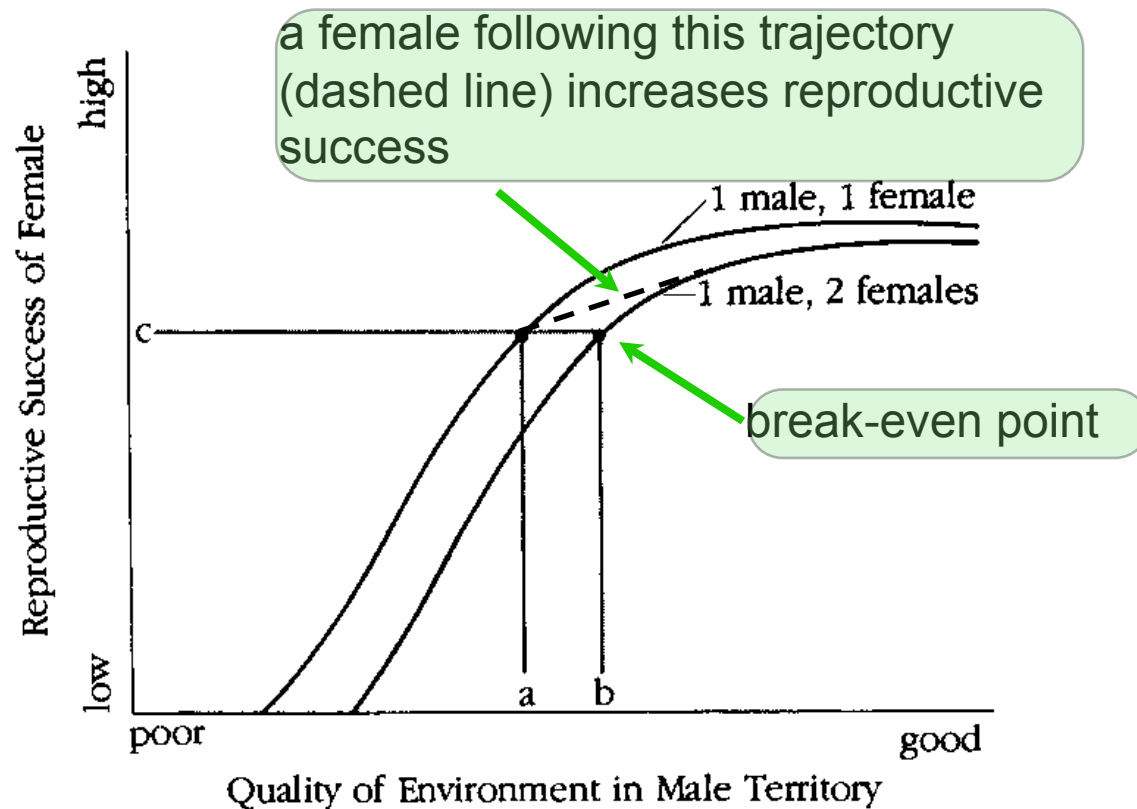 a female following this trajectory
(dashed line) increases reproductive
success
high
Reproductive Success of Female
low
1 male, 1 female
1 male, 2 females
c
break-even point
a
b
poor
good
Quality of Environment in Male Territory